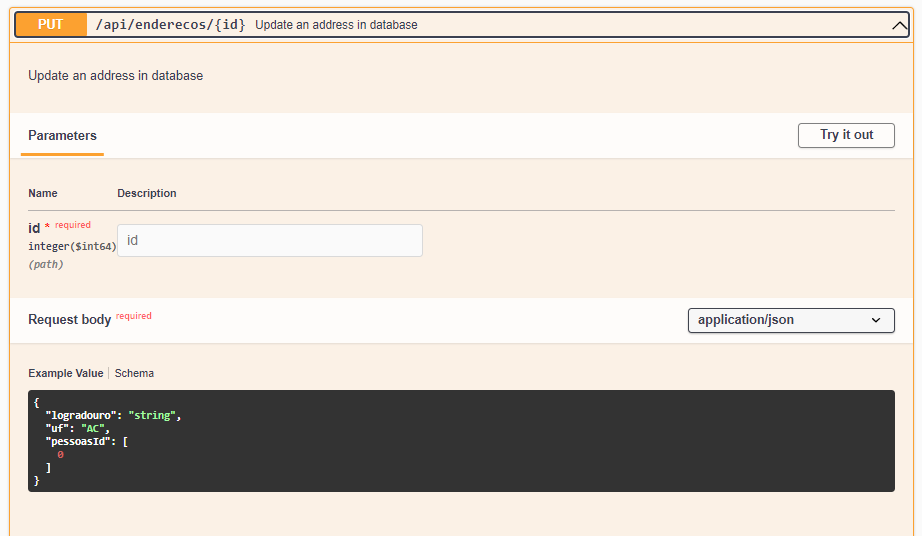 PUT /api/enderecos/{id} Update an address in database
Update an address in database
Parameters Try it out
Name Description
id * required
integer($int64) id
(path)
Request body required application/json
Example Value Schema
{
  "logradouro": "string",
  "uf": "AC",
  "pessoasId": [
    0
  ]
}